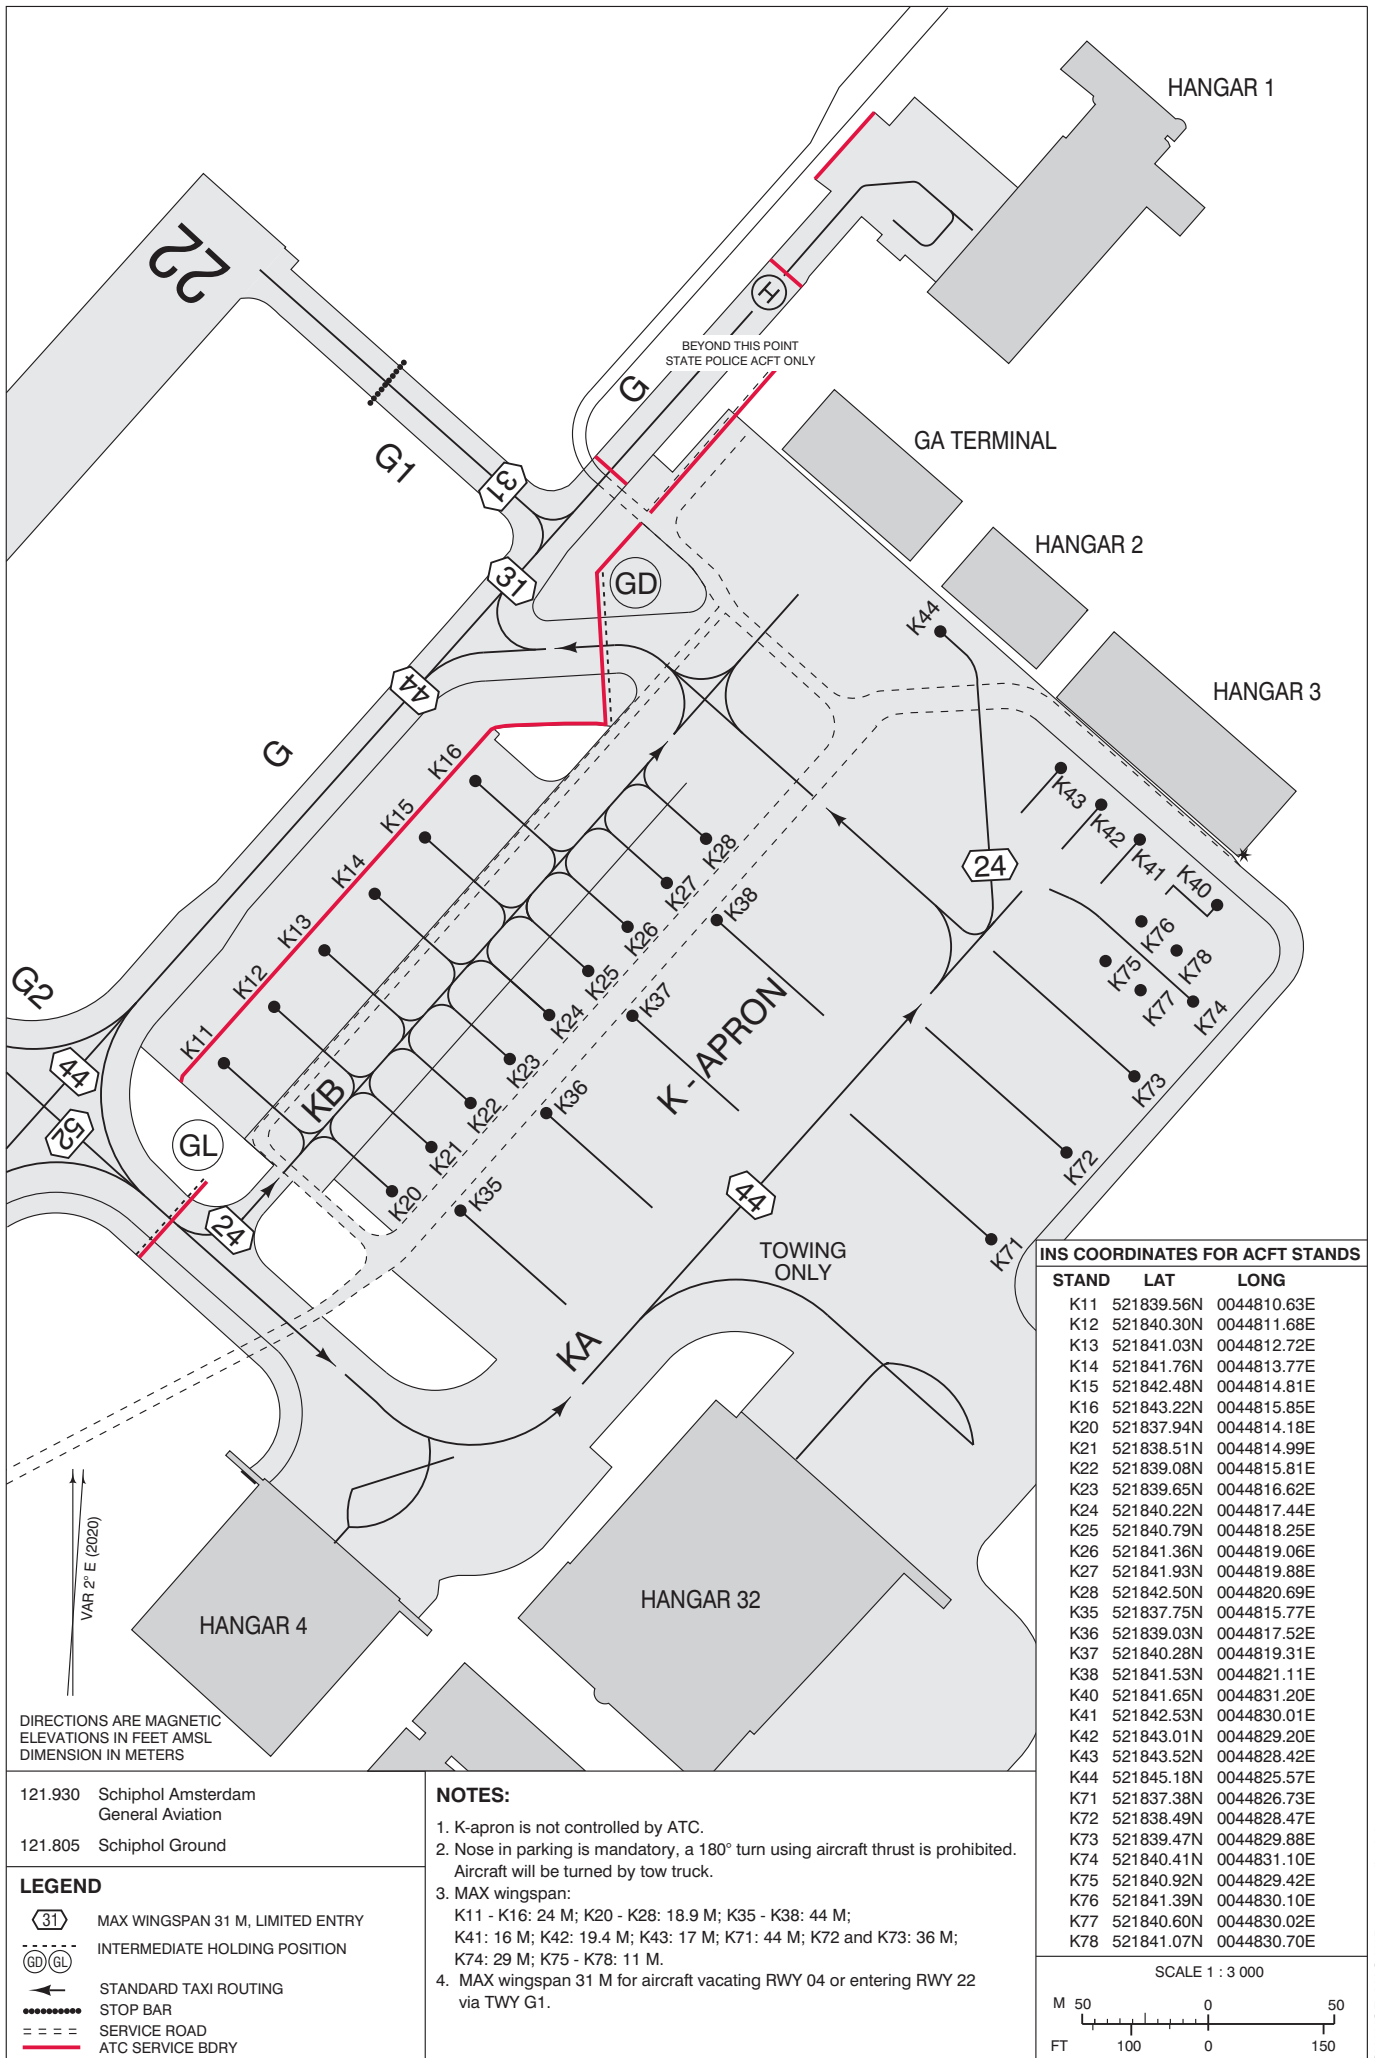 HANGAR 1
22
H
BEYOND THIS POINT
STATE POLICE ACFT ONLY
G
GA TERMINAL
G1
31
HANGAR 2
31
GD
K44
44
HANGAR 3
G
K16
K43
K15
K42
K28
K41
K14
24
K40
K27
K38
K13
K26
K76
K12
K25
K75
K78
G2
K24
K37
K77
K74
K11
K - APRON
K23
44
KB
K22
K36
K73
52
GL
K21
K72
K20
K35
44
24
TOWING
ONLY
K71
KA
HANGAR 32
HANGAR 4
VAR 2° E (2020)
DIRECTIONS ARE MAGNETIC
ELEVATIONS IN FEET AMSL
DIMENSION IN METERS
INS COORDINATES FOR ACFT STANDS
STAND LAT LONG
K11 521839.56N 0044810.63E
K12 521840.30N 0044811.68E
K13 521841.03N 0044812.72E
K14 521841.76N 0044813.77E
K15 521842.48N 0044814.81E
K16 521843.22N 0044815.85E
K20 521837.94N 0044814.18E
K21 521838.51N 0044814.99E
K22 521839.08N 0044815.81E
K23 521839.65N 0044816.62E
K24 521840.22N 0044817.44E
K25 521840.79N 0044818.25E
K26 521841.36N 0044819.06E
K27 521841.93N 0044819.88E
K28 521842.50N 0044820.69E
K35 521837.75N 0044815.77E
K36 521839.03N 0044817.52E
K37 521840.28N 0044819.31E
K38 521841.53N 0044821.11E
K40 521841.65N 0044831.20E
K41 521842.53N 0044830.01E
K42 521843.01N 0044829.20E
K43 521843.52N 0044828.42E
K44 521845.18N 0044825.57E
K71 521837.38N 0044826.73E
K72 521838.49N 0044828.47E
K73 521839.47N 0044829.88E
K74 521840.41N 0044831.10E
K75 521840.92N 0044829.42E
K76 521841.39N 0044830.10E
K77 521840.60N 0044830.02E
K78 521841.07N 0044830.70E
SCALE 1 : 3 000
M 50 0 50
FT 100 0 150
121.930 Schiphol Amsterdam
General Aviation
121.805 Schiphol Ground
LEGEND
31 MAX WINGSPAN 31 M, LIMITED ENTRY
GD GL INTERMEDIATE HOLDING POSITION
STANDARD TAXI ROUTING
STOP BAR
SERVICE ROAD
ATC SERVICE BDRY
NOTES:
1. K-apron is not controlled by ATC.
2. Nose in parking is mandatory, a 180° turn using aircraft thrust is prohibited.
Aircraft will be turned by tow truck.
3. MAX wingspan:
K11 - K16: 24 M; K20 - K28: 18.9 M; K35 - K38: 44 M;
K41: 16 M; K42: 19.4 M; K43: 17 M; K71: 44 M; K72 and K73: 36 M;
K74: 29 M; K75 - K78: 11 M.
4. MAX wingspan 31 M for aircraft vacating RWY 04 or entering RWY 22
via TWY G1.